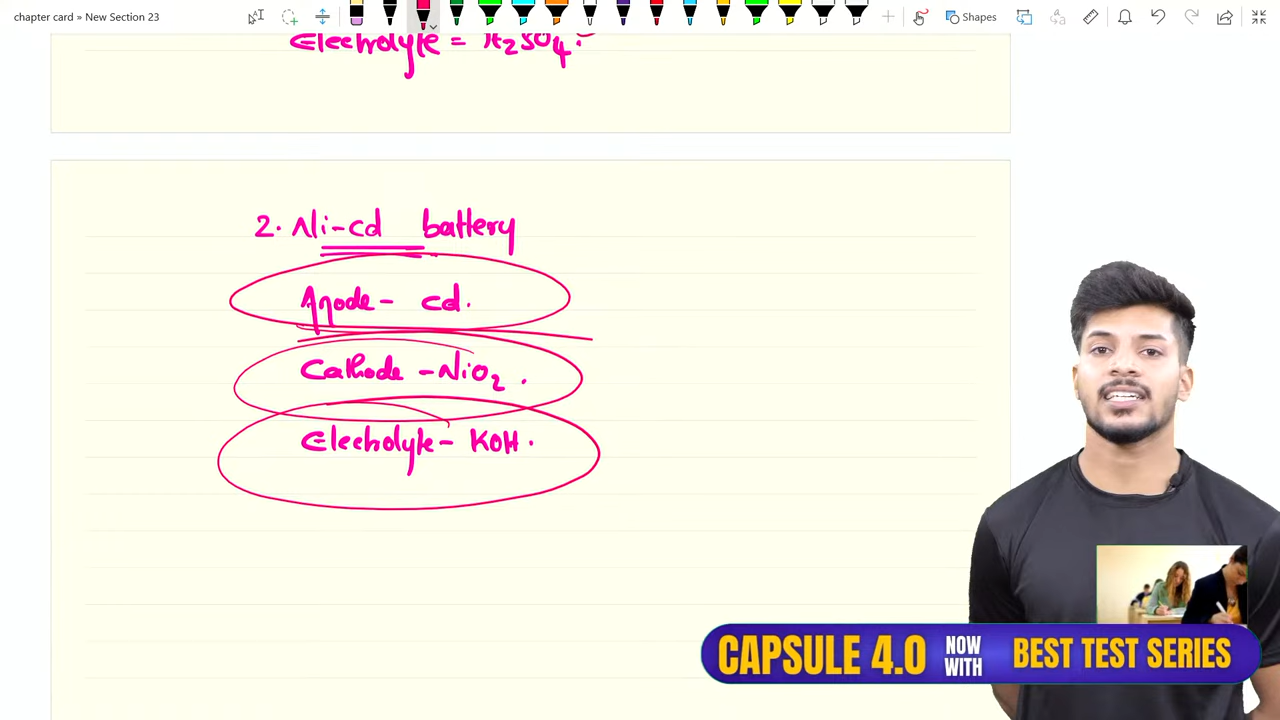 chapter card » New Section 23
Shapes
Electrolyte = H2SO4.
2. Ni-cd battery
Anode - cd.
Cathode - NiO2.
Electrolyte - KOH.
CAPSULE 4.0 NOW WITH BEST TEST SERIES